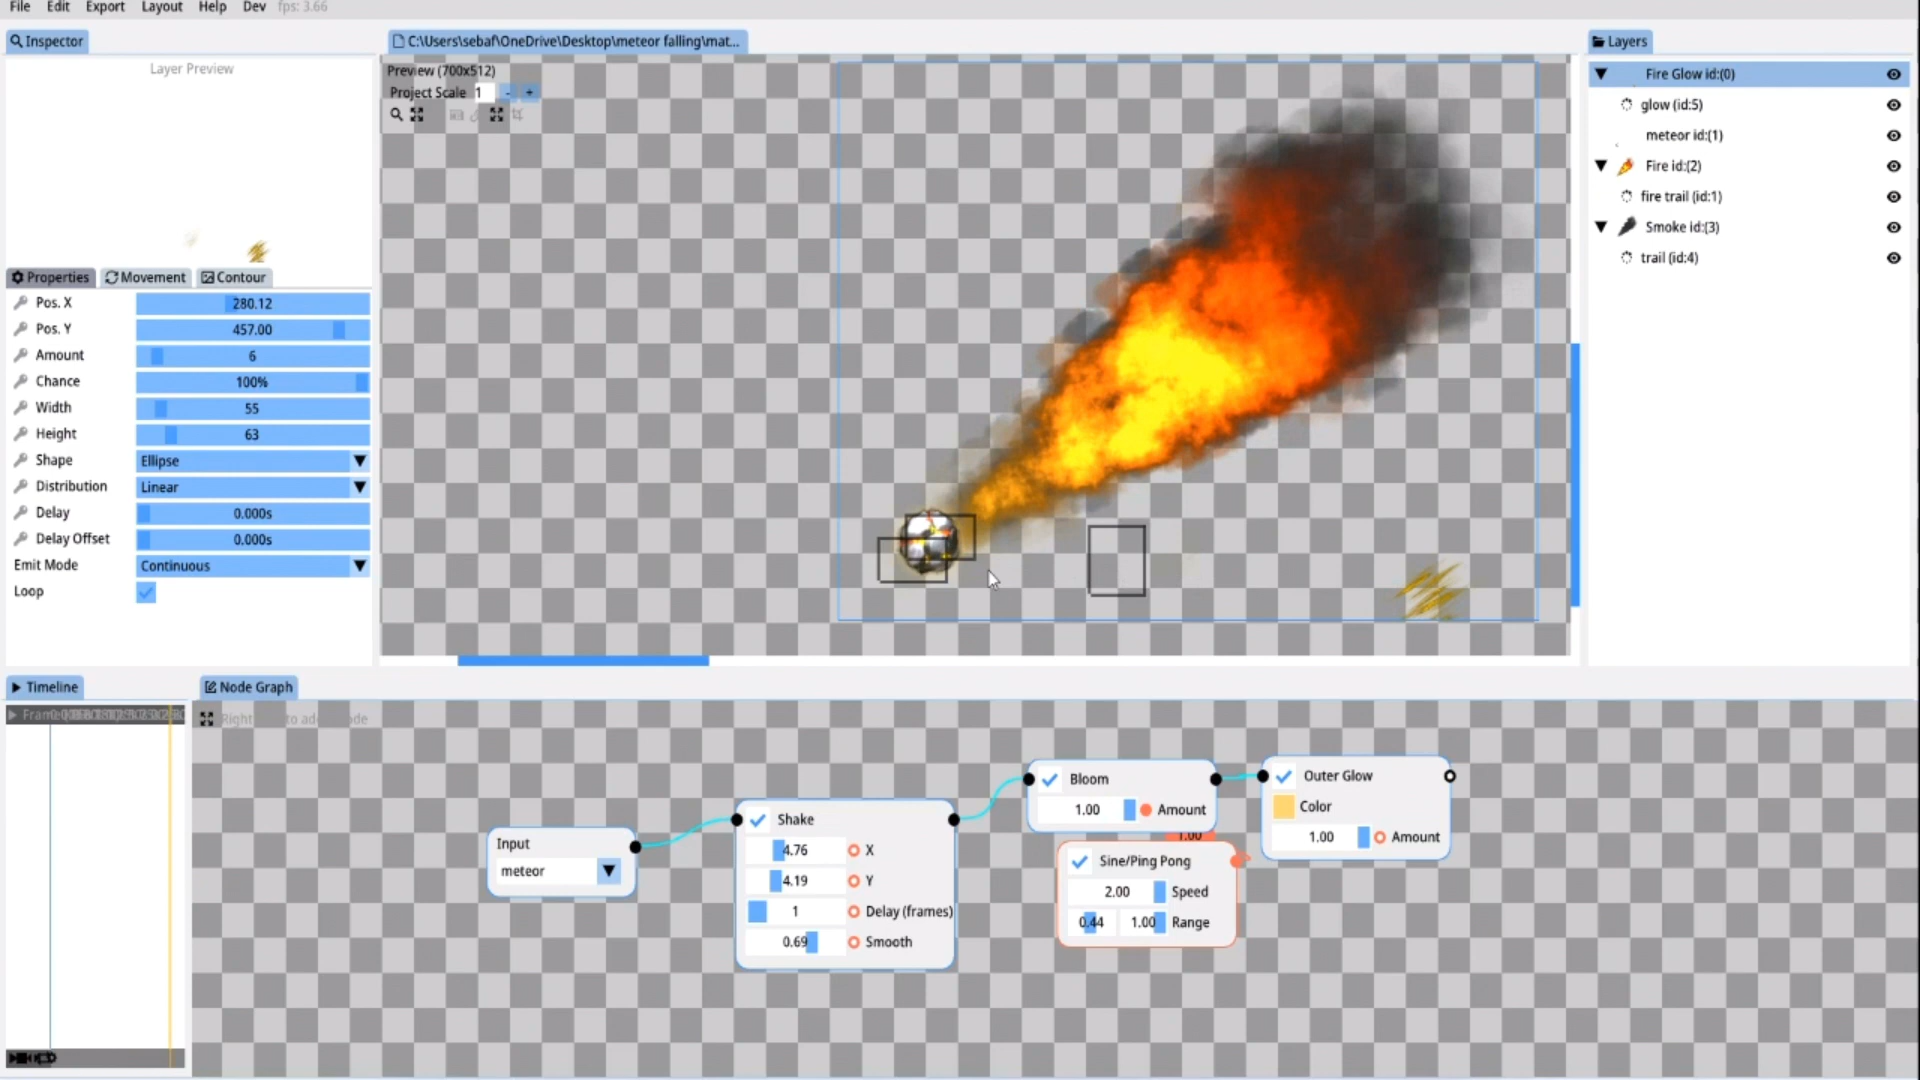 File Edit Export Layout Help Dev fps: 3.66
Inspector
Layer Preview
Properties Movement Contour
Pos. X 280.12
Pos. Y 457.00
Amount 6
Chance 100%
Width 55
Height 63
Shape Ellipse
Distribution Linear
Delay 0.000s
Delay Offset 0.000s
Emit Mode Continuous
Loop
C:\Users\sebaf\OneDrive\Desktop\meteor falling\mat...
Preview (700x512)
Project Scale 1 - +
Layers
Fire Glow id:(0)
glow (id:5)
meteor id:(1)
Fire id:(2)
fire trail (id:1)
Smoke id:(3)
trail (id:4)
Timeline
Frame
Node Graph
Right to add
Input
meteor
Shake
4.76 X
4.19 Y
1 Delay (frames)
0.69 Smooth
Bloom
1.00 Amount
1.00
Sine/Ping Pong
2.00 Speed
0.44 1.00 Range
Outer Glow
Color
1.00 Amount